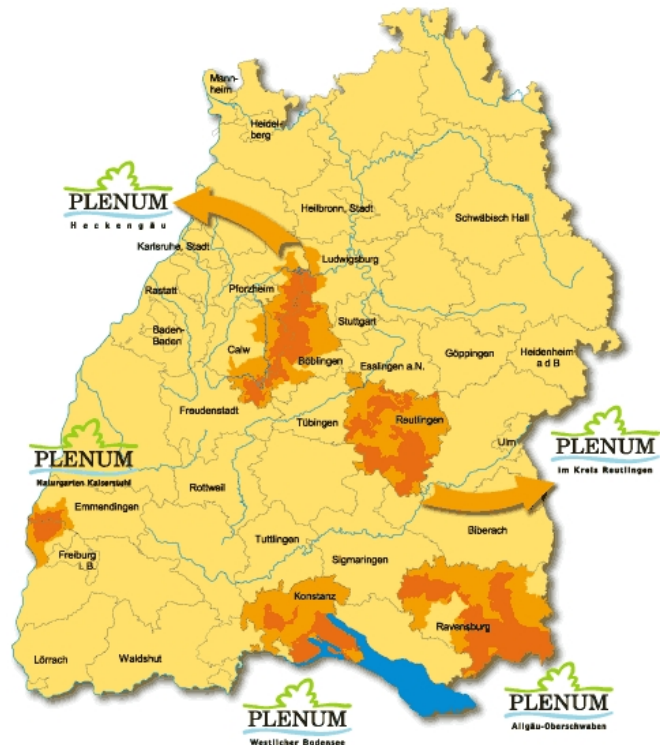 Mann-
heim
Heidel-
berg
PLENUM
Heckengäu
Heilbronn, Stadt
Schwäbisch Hall
Karlsruhe, Stadt
Ludwigsburg
Rastatt
Pforzheim
Baden-
Baden
Stuttgart
Calw
Böblingen
Esslingen a.N.
Göppingen
Heidenheim
a d B
Freudenstadt
Tübingen
Reutlingen
Ulm
PLENUM
im Kreis Reutlingen
PLENUM
Naturgarten Kaiserstuhl
Rottweil
Emmendingen
Biberach
Tuttlingen
Freiburg
i. B.
Sigmaringen
Konstanz
Ravensburg
Lörrach
Waldshut
PLENUM
Westlicher Bodensee
PLENUM
Allgäu-Oberschwaben